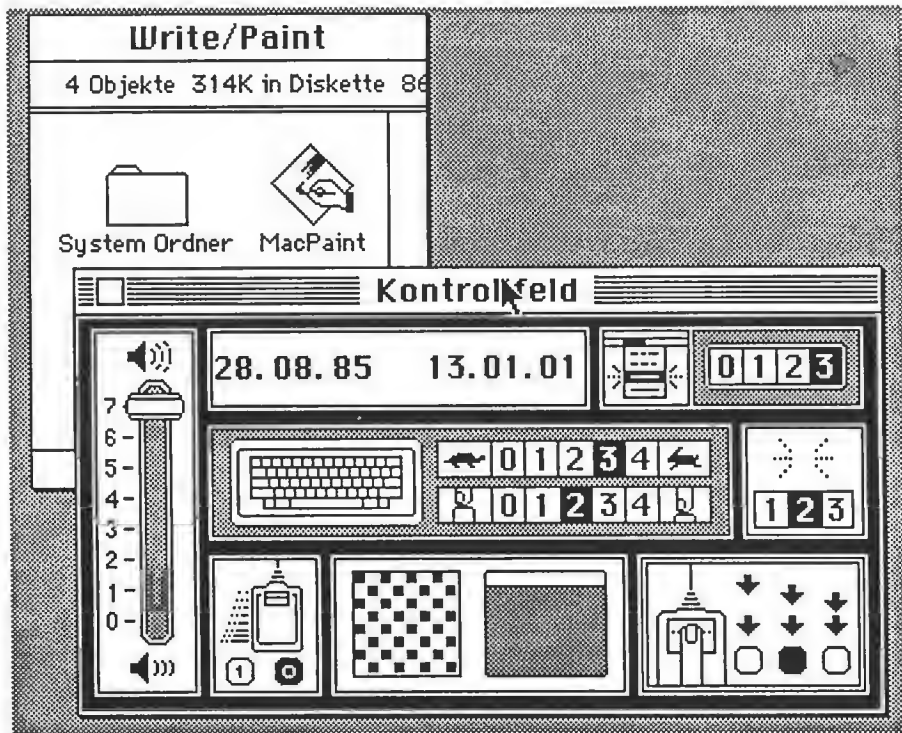 Write/Paint
4 Objekte 314K in Diskette 86
System Ordner MacPaint
Kontrollfeld
28.08.85 13.01.01
0 1 2 3
7
6
5
4
3
2
1
0
0 1 2 3 4
0 1 2 3 4
1 2 3
1